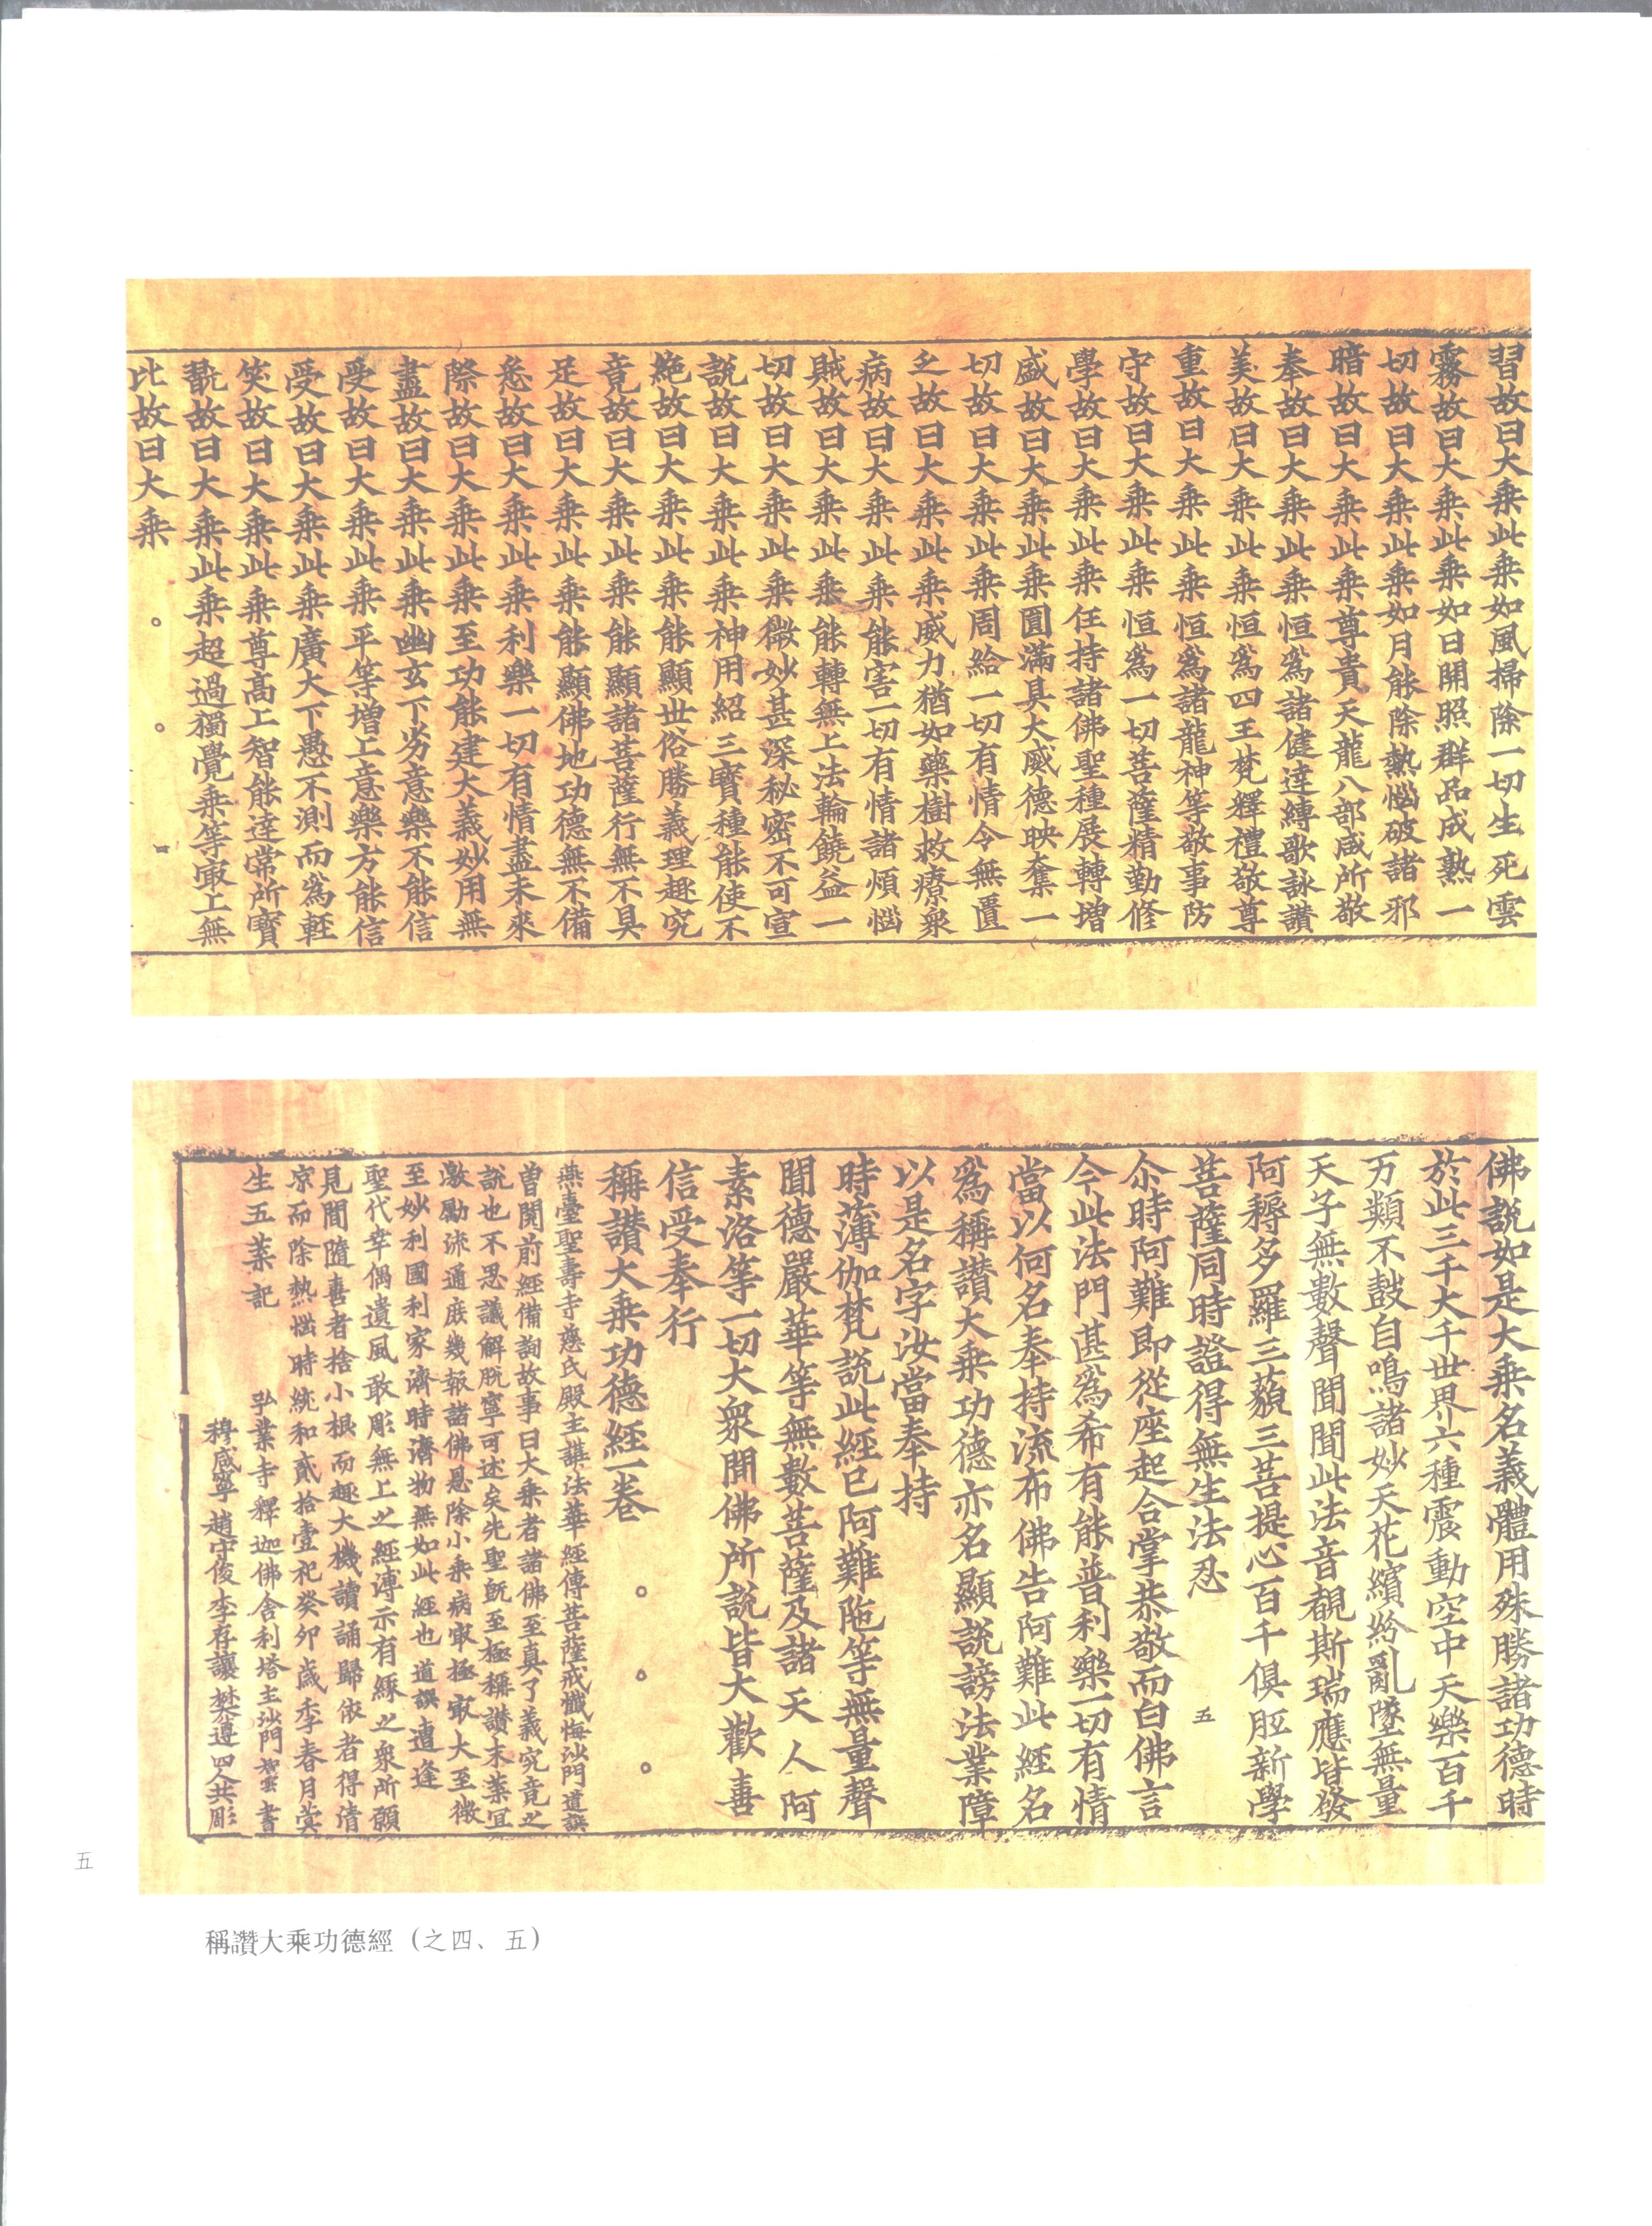 習故曰大乘此乘如風掃除一切生死雲
霧故曰大乘此乘如日開照群品成熟一
切故曰大乘此乘如月能除熱惱破諸邪
暗故曰大乘此乘尊貴天龍八部咸所敬
奉故曰大乘此乘恒爲諸健達縛歌詠讚
美故曰大乘此乘恒爲四王梵釋禮敬尊
重故曰大乘此乘恒爲諸龍神等敬事防
守故曰大乘此乘恒爲一切菩薩精勤修
學故曰大乘此乘任持諸佛聖種展轉增
盛故曰大乘此乘圓滿具大威德映奪一
切故曰大乘此乘周給一切有情令無匱
乏故曰大乘此乘威力猶如藥樹救療衆
病故曰大乘此乘能害一切有情諸煩惱
賊故曰大乘此乘能轉無上法輪饒益一
切故曰大乘此乘微妙甚深秘密不可宣
說故曰大乘此乘神用紹三寶種能使不
絕故曰大乘此乘能顯世俗勝義理趣究
竟故曰大乘此乘能顯諸菩薩行無不具
足故曰大乘此乘能顯佛地功德無不備
悉故曰大乘此乘利樂一切有情盡未來
際故曰大乘此乘至功能建大義妙用無
盡故曰大乘此乘幽玄下劣意樂不能信
受故曰大乘此乘平等增上意樂方能信
受故曰大乘此乘廣大下愚不測而爲輕
笑故曰大乘此乘尊高上智能達常所寶
翫故曰大乘此乘超過獨覺乘等㝡上無
比故曰大乘
佛說如是大乘名義體用殊勝諸功德時
於此三千大千世界六種震動空中天樂百千
万類不鼓自鳴諸妙天花繽紛亂墜無量
天子無數聲聞聞此法音覩斯瑞應皆發
阿耨多羅三藐三菩提心百千俱胝新學
菩薩同時證得無生法忍
五
尒時阿難即從座起合掌恭敬而白佛言
今此法門甚爲希有能普利樂一切有情
當以何名奉持流布佛告阿難此經名
爲稱讚大乘功德亦名顯說謗法業障
以是名字汝當奉持
時薄伽梵說此經已阿難陁等無量聲
聞德嚴華等無數菩薩及諸天人阿
素洛等一切大衆聞佛所說皆大歡喜
信受奉行
稱讚大乘功德經一卷
燕臺聖壽寺慈氏殿主講法華經傳菩薩戒懺悔沙門道譔
曽閱前經備詢故事曰大乘者諸佛至真了義究竟之
說也不思議解脫寧可述矣先聖旣至極稱讚末葉冝
激勵流通庶幾報諸佛恩除小乘病㝡極㝡大至微
至妙利國利家濟時濟物無如此經也道譔遭逢
聖代幸偶遺風敢彫無上之經溥示有緣之衆所願
見聞隨喜者捨小根而趣大機讀誦歸依者得清
凉而除熱惱時統和貳拾壹祀癸卯歲季春月蓂
生五葉記
弘業寺釋迦佛舍利塔主沙門智雲書
穆咸寧趙守俊李存讓樊遵四人共彫
五
稱讚大乘功德經（之四、五）